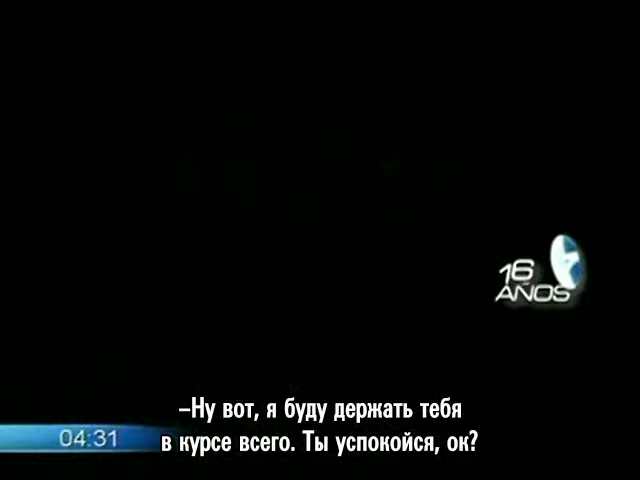 16
AÑOS
–Ну вот, я буду держать тебя
04:31
в курсе всего. Ты успокойся, ок?